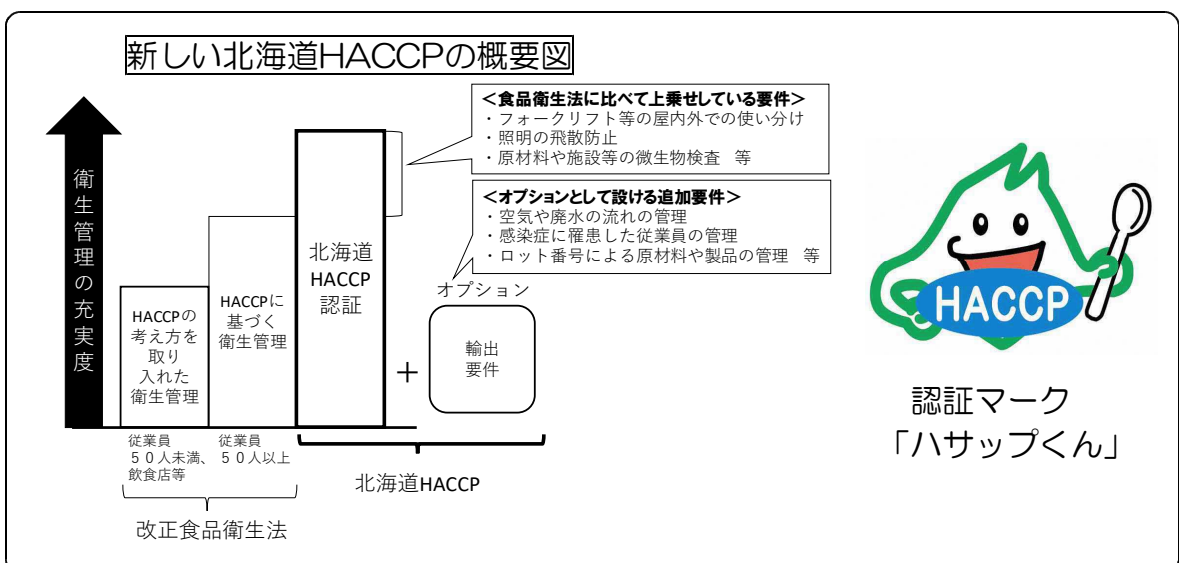 新しい北海道HACCPの概要図
衛生管理の充実度
＜食品衛生法に比べて上乗せしている要件＞
・フォークリフト等の屋内外での使い分け
・照明の飛散防止
・原材料や施設等の微生物検査　等
＜オプションとして設ける追加要件＞
・空気や廃水の流れの管理
・感染症に罹患した従業員の管理
・ロット番号による原材料や製品の管理　等
HACCPの
考え方を
取り
入れた
衛生管理
HACCPに
基づく
衛生管理
北海道
HACCP
認証
＋
オプション
輸出
要件
従業員
５０人未満、
飲食店等
従業員
５０人以上
改正食品衛生法
北海道HACCP
HACCP
認証マーク
「ハサップくん」